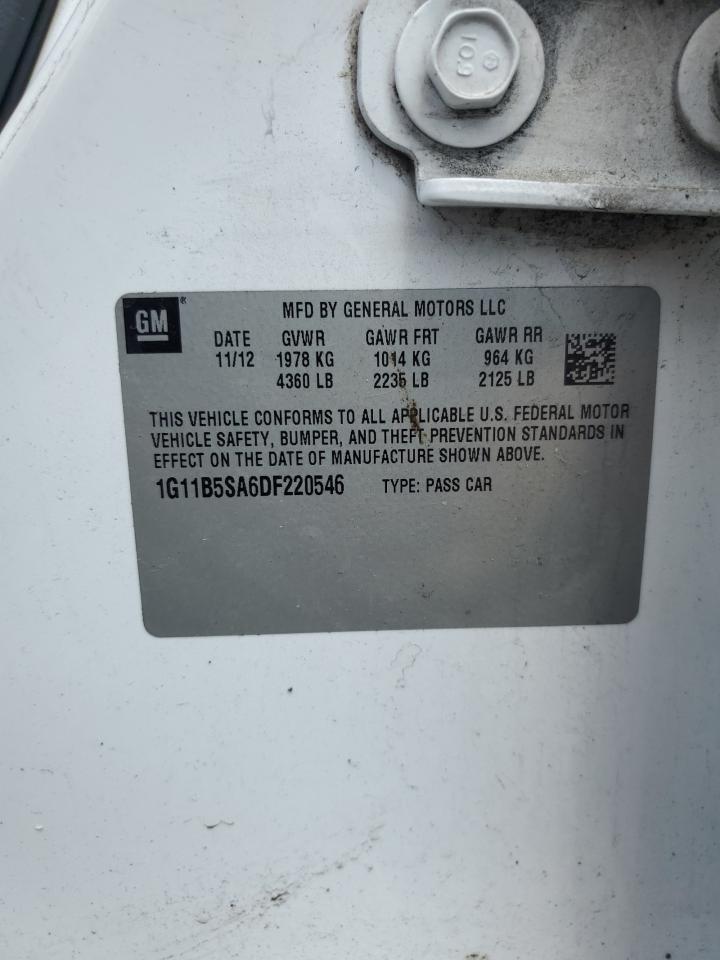 109
GM ®
MFD BY GENERAL MOTORS LLC
DATE GVWR GAWR FRT GAWR RR
11/12 1978 KG 1014 KG 964 KG
4360 LB 2235 LB 2125 LB
THIS VEHICLE CONFORMS TO ALL APPLICABLE U.S. FEDERAL MOTOR
VEHICLE SAFETY, BUMPER, AND THEFT PREVENTION STANDARDS IN
EFFECT ON THE DATE OF MANUFACTURE SHOWN ABOVE.
1G11B5SA6DF220546 TYPE: PASS CAR